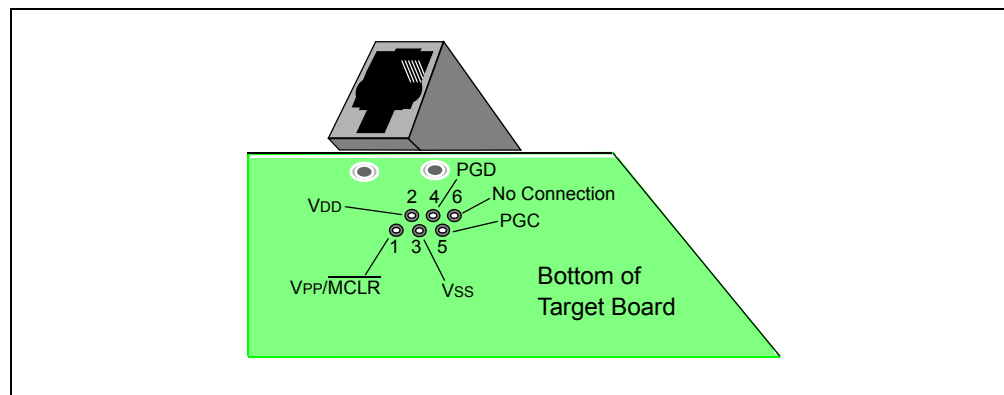 PGD
2 4 6 No Connection
VDD
PGC
1 3 5
VPP/MCLR VSS
Bottom of
Target Board